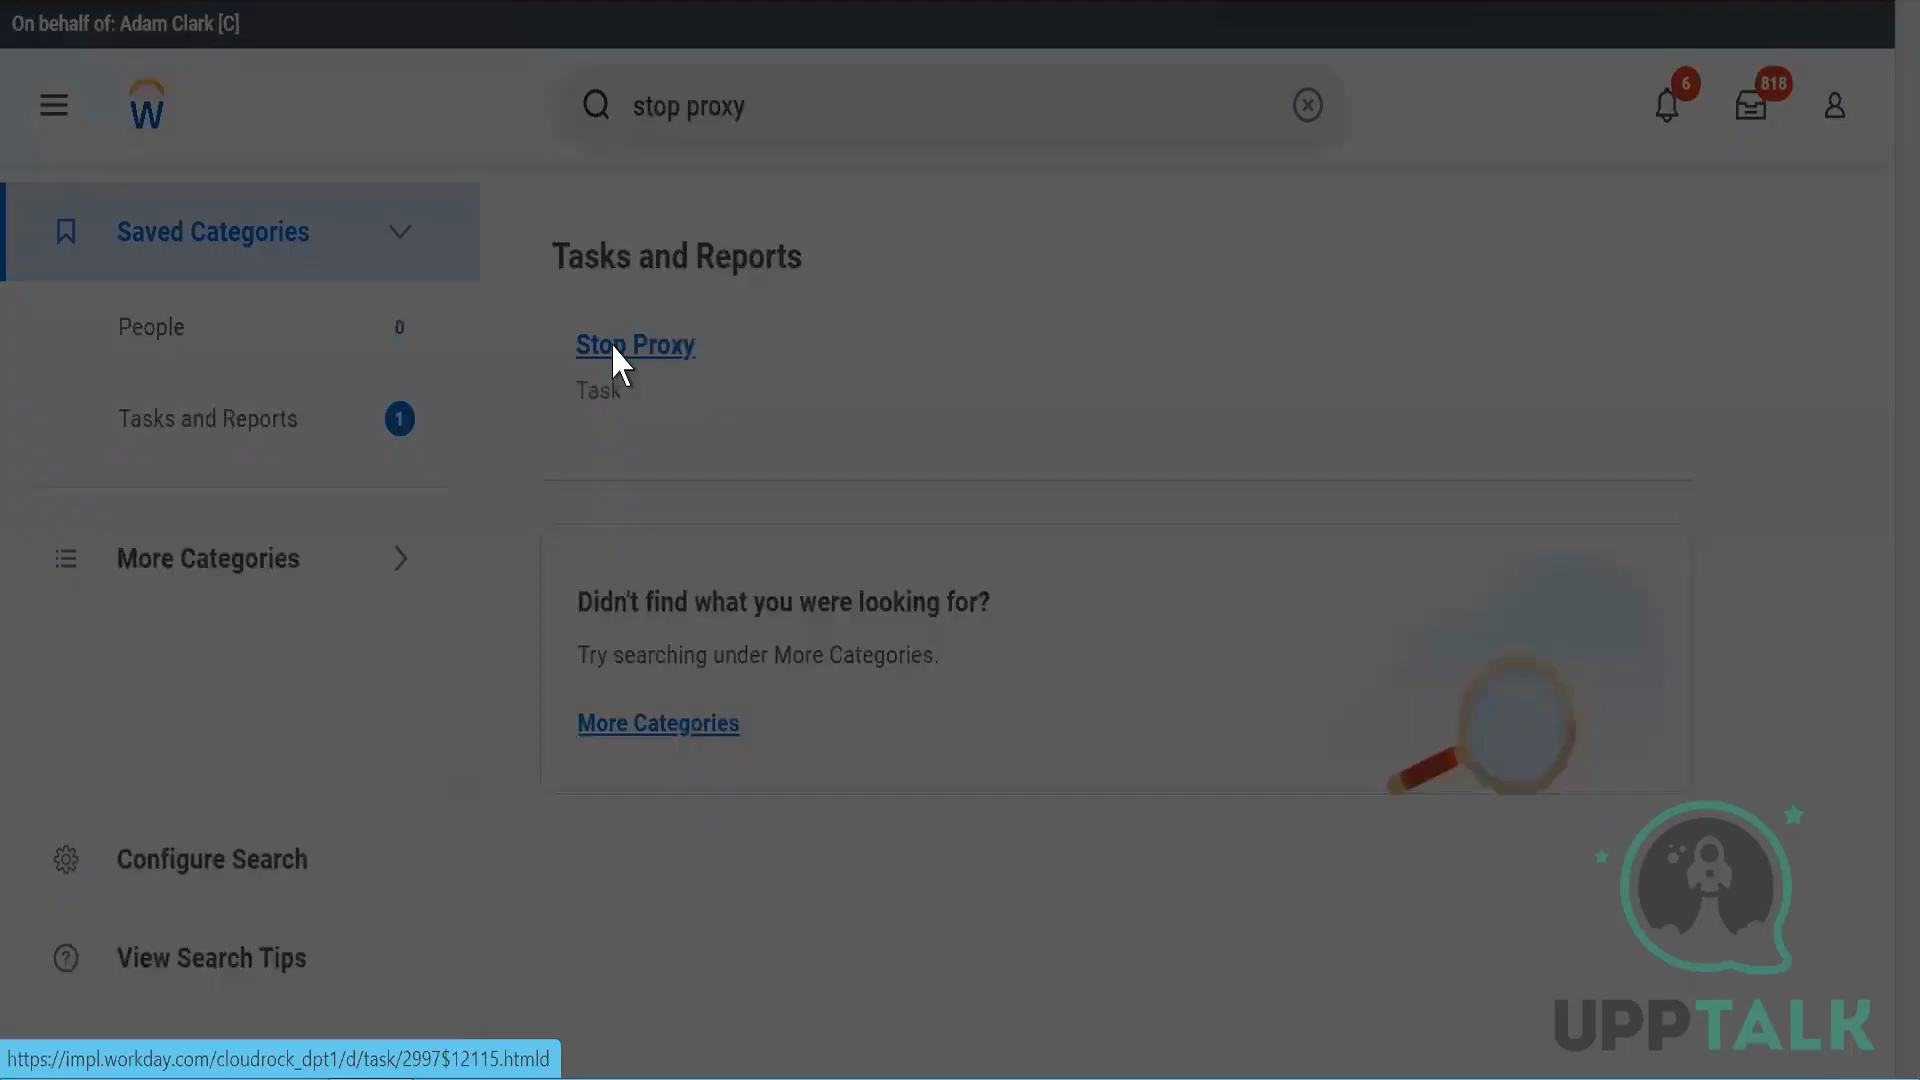 On behalf of: Adam Clark [C]
W
stop proxy
6
818
Saved Categories
People 0
Tasks and Reports 1
More Categories
Configure Search
View Search Tips
Tasks and Reports
Stop Proxy
Task
Didn't find what you were looking for?
Try searching under More Categories.
More Categories
UPPTALK
https://impl.workday.com/cloudrock_dpt1/d/task/2997$12115.htmld